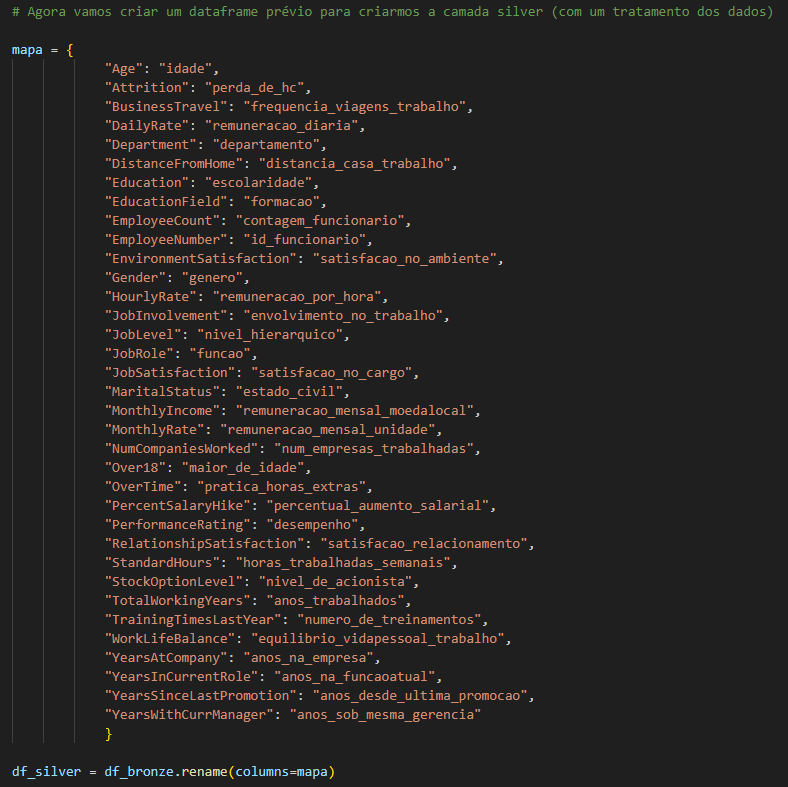 # Agora vamos criar um dataframe prévio para criarmos a camada silver (com um tratamento dos dados)
mapa = {
"Age": "idade",
"Attrition": "perda_de_hc",
"BusinessTravel": "frequencia_viagens_trabalho",
"DailyRate": "remuneracao_diaria",
"Department": "departamento",
"DistanceFromHome": "distancia_casa_trabalho",
"Education": "escolaridade",
"EducationField": "formacao",
"EmployeeCount": "contagem_funcionario",
"EmployeeNumber": "id_funcionario",
"EnvironmentSatisfaction": "satisfacao_no_ambiente",
"Gender": "genero",
"HourlyRate": "remuneracao_por_hora",
"JobInvolvement": "envolvimento_no_trabalho",
"JobLevel": "nivel_hierarquico",
"JobRole": "funcao",
"JobSatisfaction": "satisfacao_no_cargo",
"MaritalStatus": "estado_civil",
"MonthlyIncome": "remuneracao_mensal_moedalocal",
"MonthlyRate": "remuneracao_mensal_unidade",
"NumCompaniesWorked": "num_empresas_trabalhadas",
"Over18": "maior_de_idade",
"OverTime": "pratica_horas_extras",
"PercentSalaryHike": "percentual_aumento_salarial",
"PerformanceRating": "desempenho",
"RelationshipSatisfaction": "satisfacao_relacionamento",
"StandardHours": "horas_trabalhadas_semanais",
"StockOptionLevel": "nivel_de_acionista",
"TotalWorkingYears": "anos_trabalhados",
"TrainingTimesLastYear": "numero_de_treinamentos",
"WorkLifeBalance": "equilibrio_vidapessoal_trabalho",
"YearsAtCompany": "anos_na_empresa",
"YearsInCurrentRole": "anos_na_funcaoatual",
"YearsSinceLastPromotion": "anos_desde_ultima_promocao",
"YearsWithCurrManager": "anos_sob_mesma_gerencia"
}
df_silver = df_bronze.rename(columns=mapa)